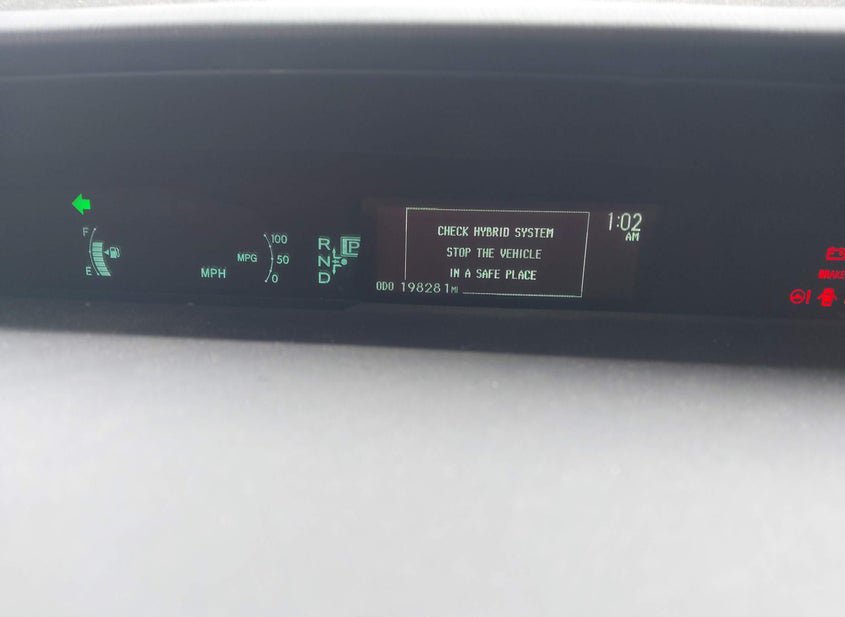 CHECK HYBRID SYSTEM
STOP THE VEHICLE
IN A SAFE PLACE
ODO 198281 MI
1:02
AM
F
E
MPH
MPG
100
50
0
R
N
D
P
BRAKE